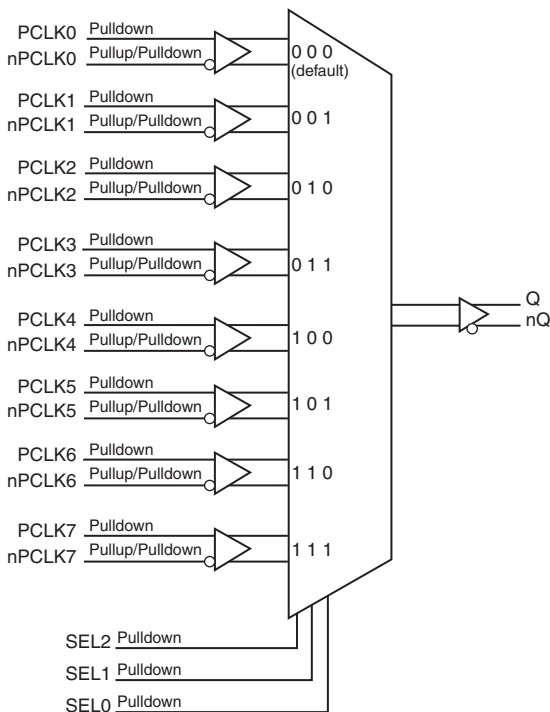 PCLK0 Pulldown
nPCLK0 Pullup/Pulldown
0 0 0
(default)
PCLK1 Pulldown
nPCLK1 Pullup/Pulldown
0 0 1
PCLK2 Pulldown
nPCLK2 Pullup/Pulldown
0 1 0
PCLK3 Pulldown
nPCLK3 Pullup/Pulldown
0 1 1
PCLK4 Pulldown
nPCLK4 Pullup/Pulldown
1 0 0
PCLK5 Pulldown
nPCLK5 Pullup/Pulldown
1 0 1
PCLK6 Pulldown
nPCLK6 Pullup/Pulldown
1 1 0
PCLK7 Pulldown
nPCLK7 Pullup/Pulldown
1 1 1
Q
nQ
SEL2 Pulldown
SEL1 Pulldown
SEL0 Pulldown